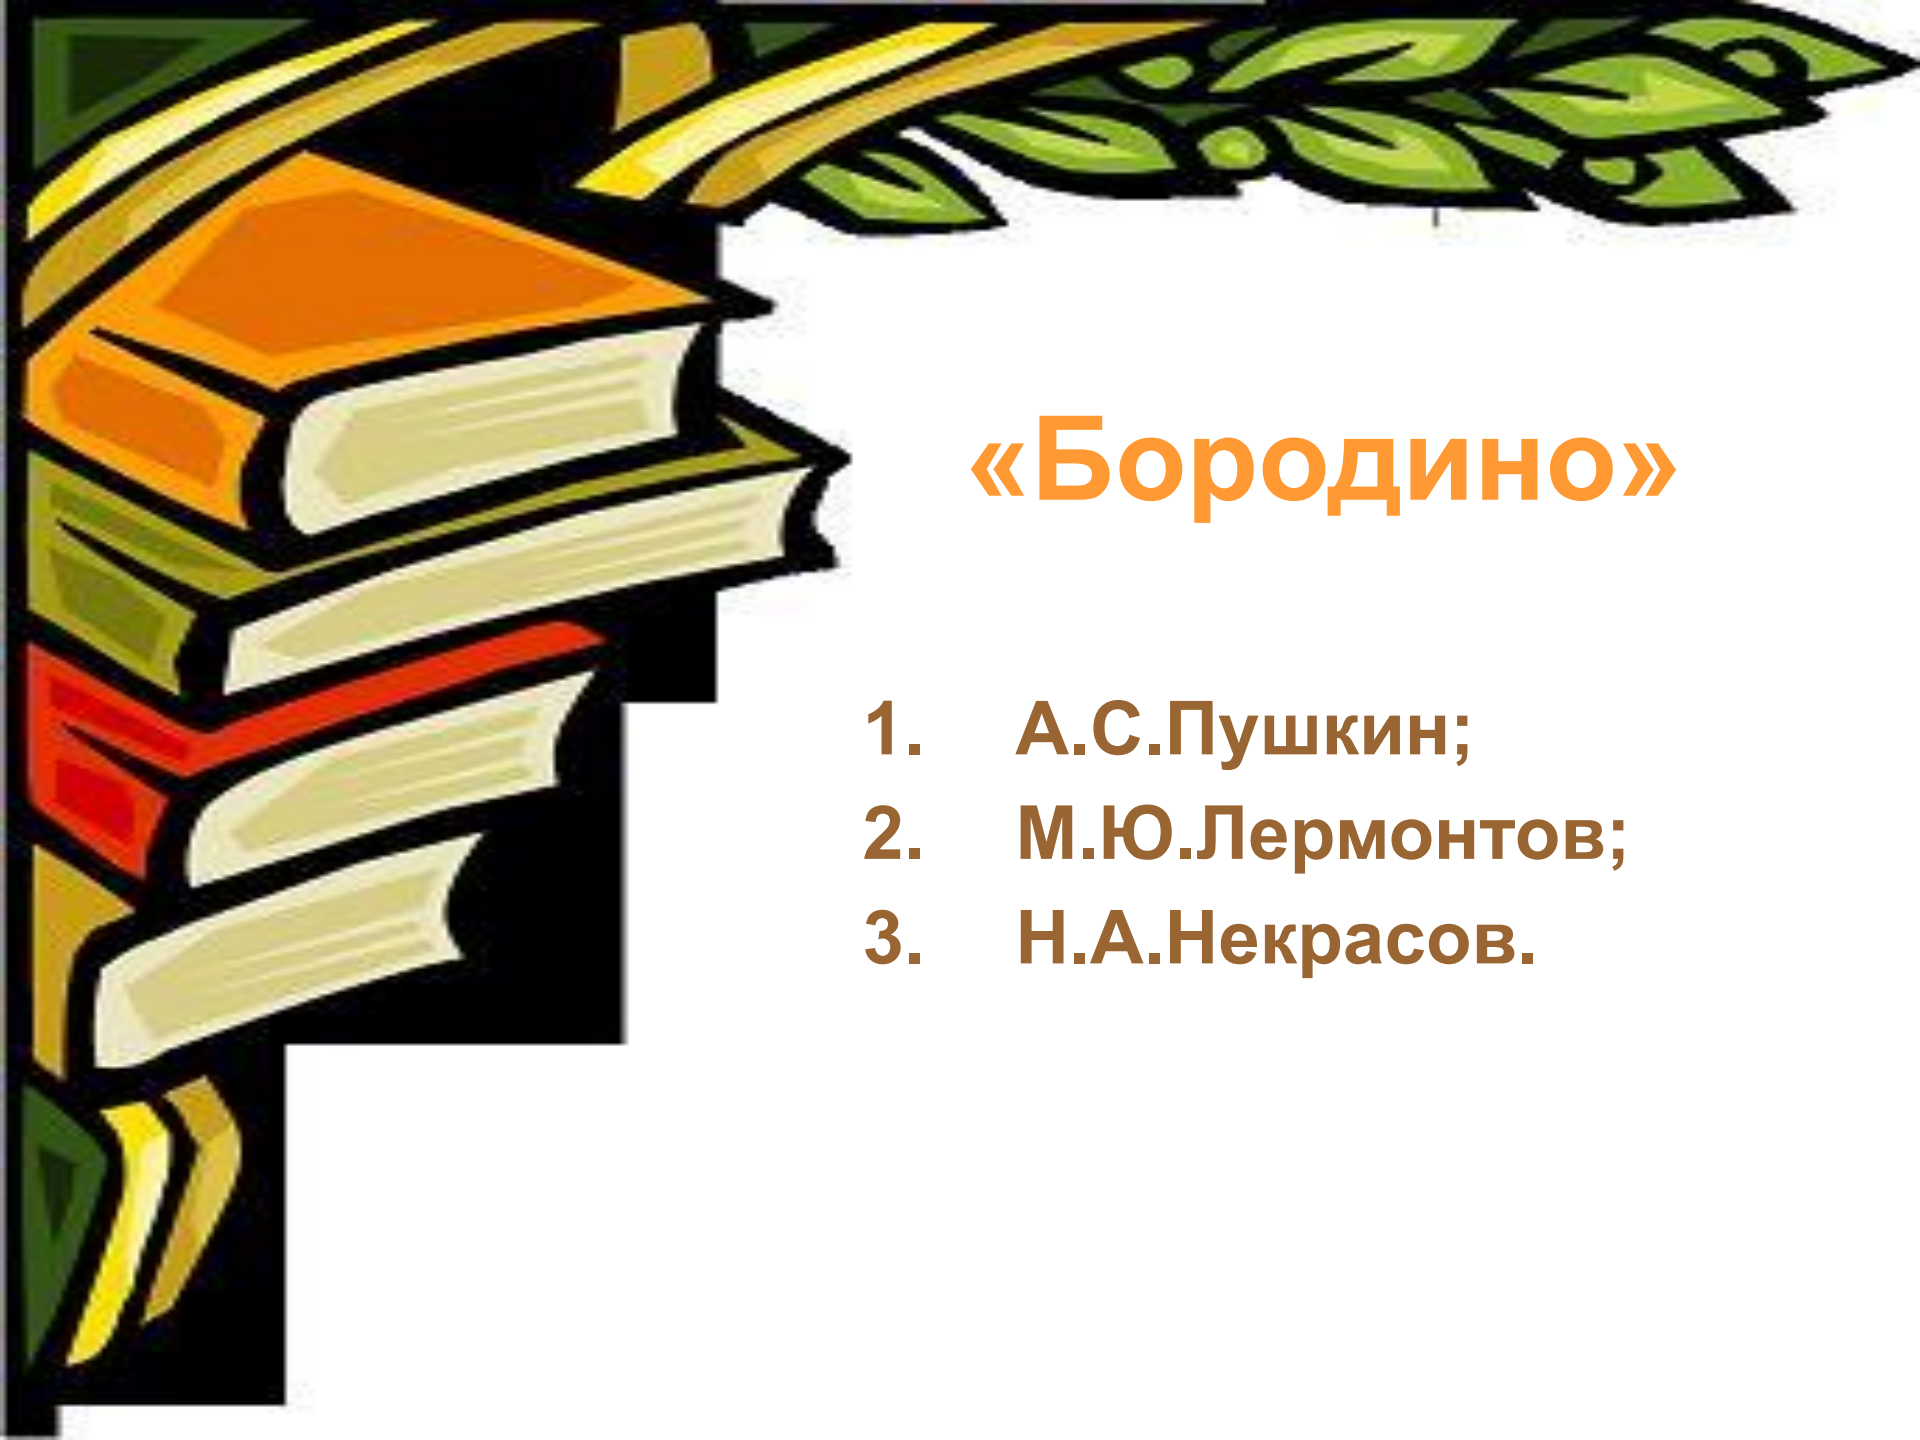 «Бородино»
1. А.С.Пушкин;
2. М.Ю.Лермонтов;
3. Н.А.Некрасов.